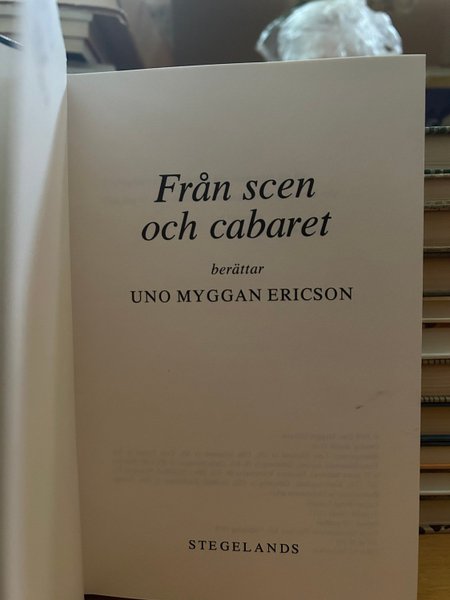 Från scen
och cabaret
berättar
UNO MYGGAN ERICSON
STEGELANDS